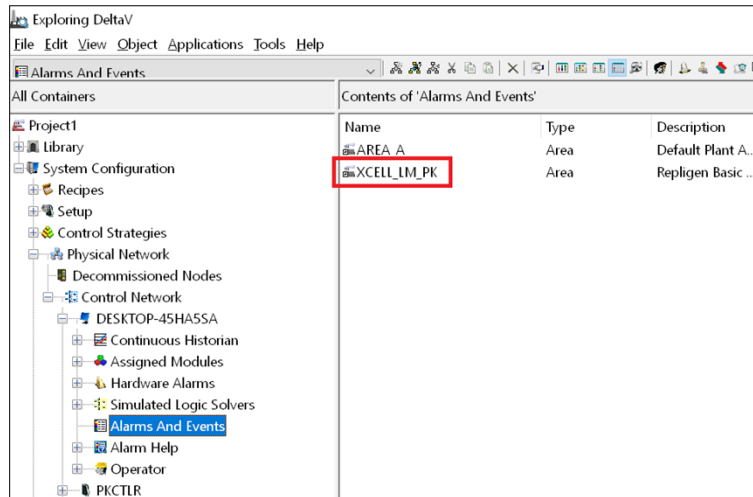 Exploring DeltaV
File Edit View Object Applications Tools Help
Alarms And Events
All Containers
Contents of 'Alarms And Events'
Project1
Library
System Configuration
Recipes
Setup
Control Strategies
Physical Network
Decommissioned Nodes
Control Network
DESKTOP-45HA5SA
Continuous Historian
Assigned Modules
Hardware Alarms
Simulated Logic Solvers
Alarms And Events
Alarm Help
Operator
PKCTLR
Name Type Description
AREA_A Area Default Plant A...
XCELL_LM_PK Area Repligen Basic ...